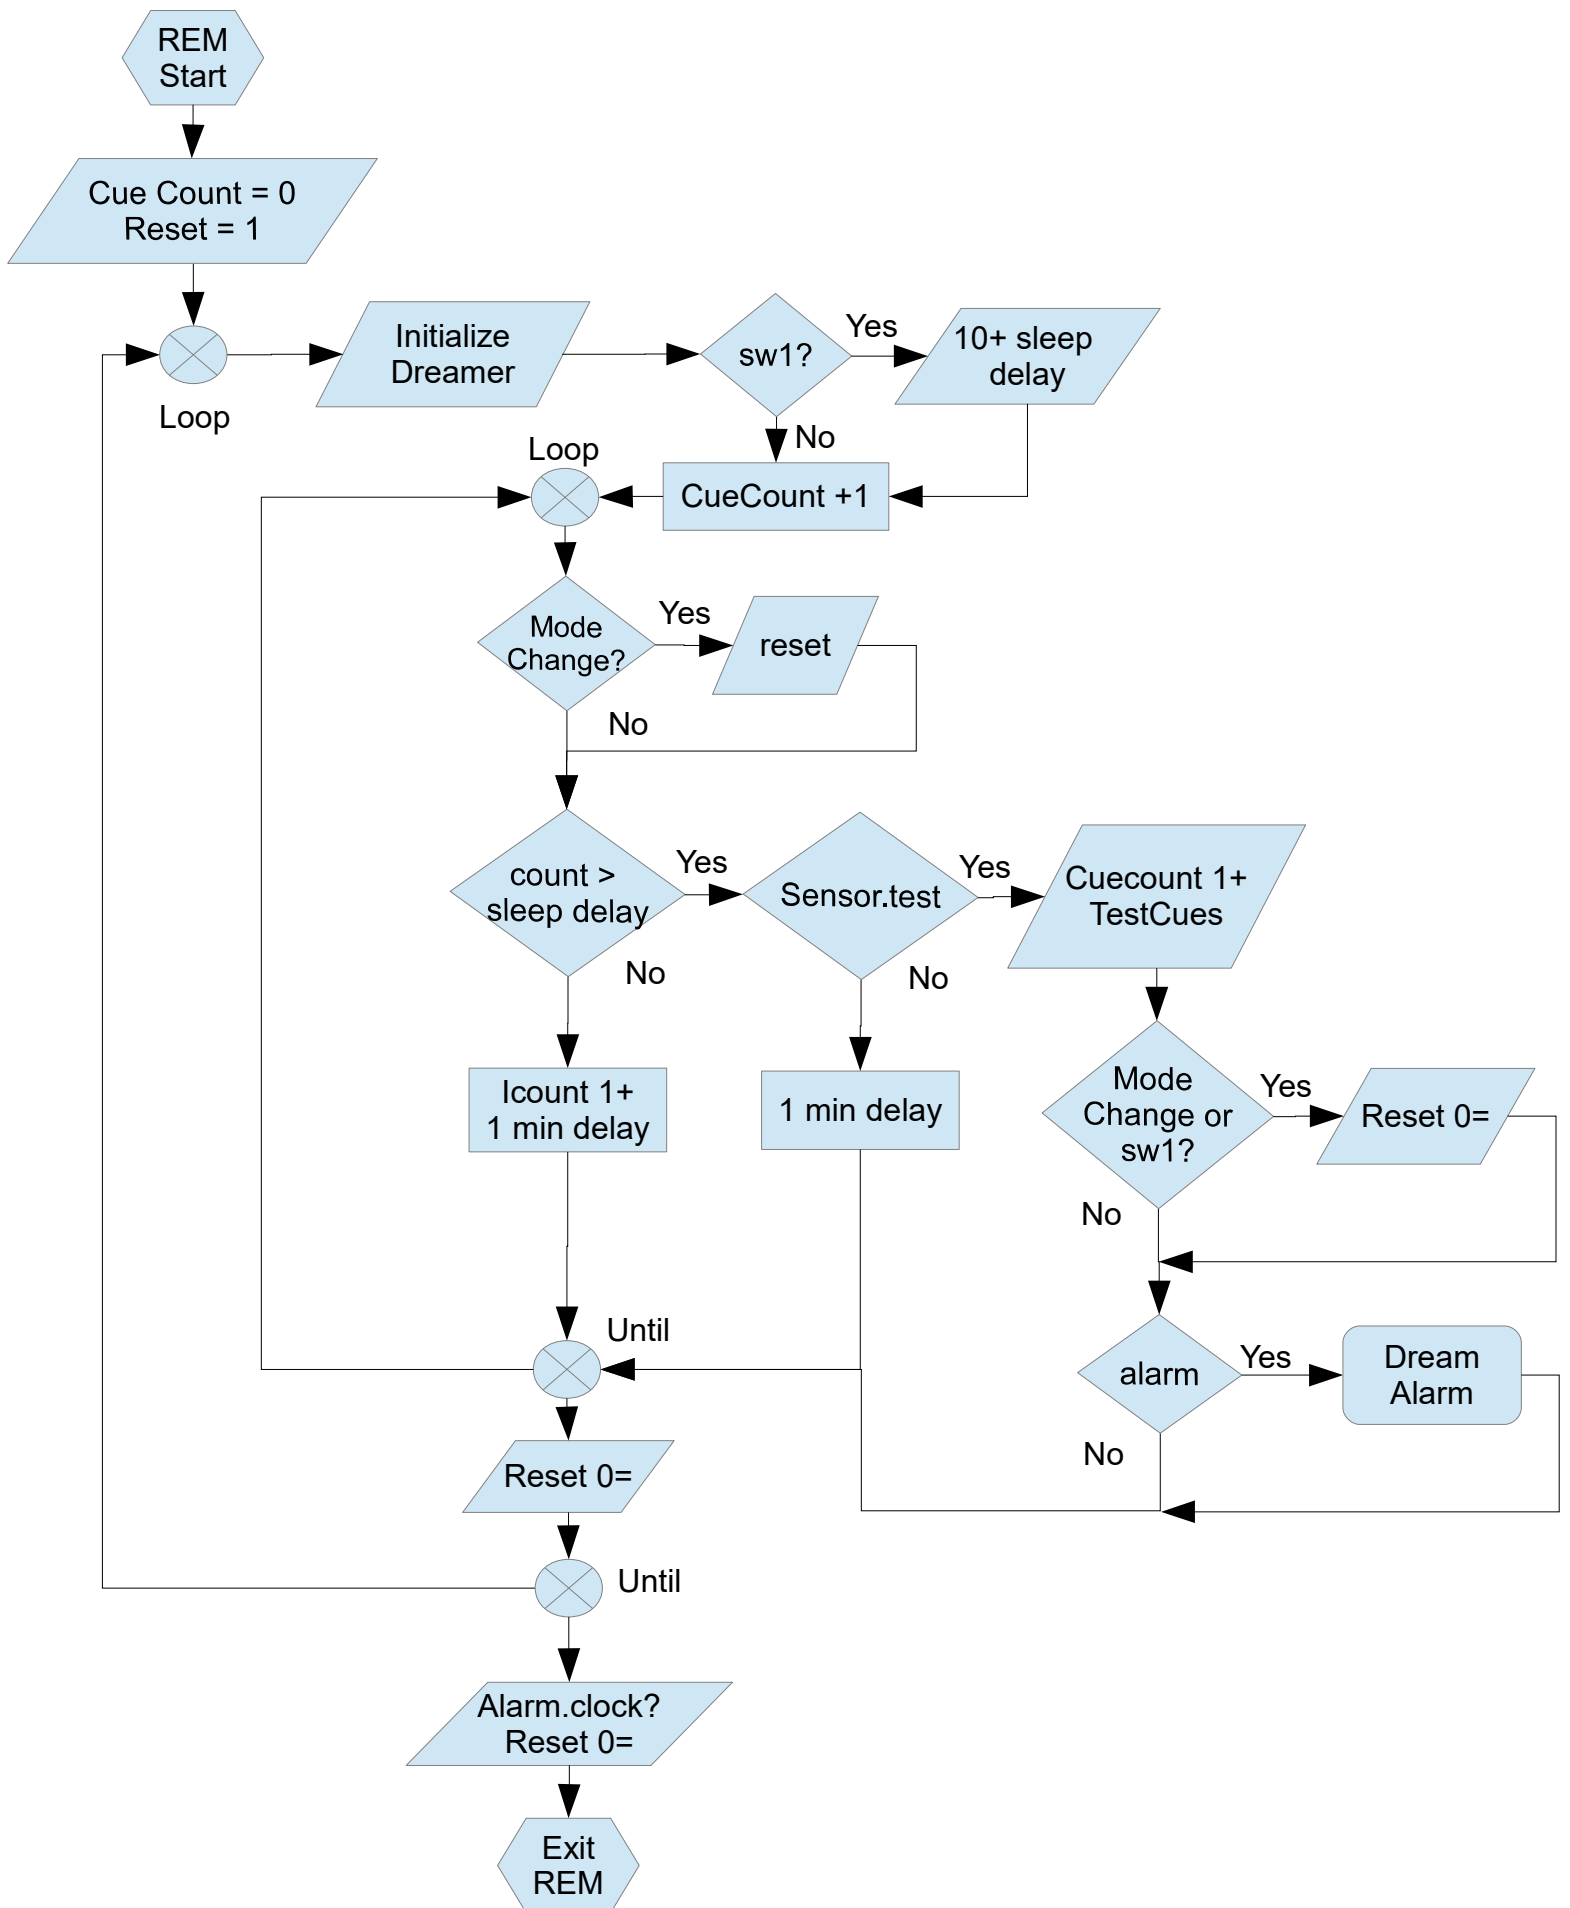 REM
Start
Cue Count = 0
Reset = 1
Loop
Initialize
Dreamer
sw1?
Yes
10+ sleep
delay
No
CueCount +1
Loop
Mode
Change?
Yes
reset
No
count >
sleep delay
Yes
Sensor.test
Yes
Cuecount 1+
TestCues
No
No
Icount 1+
1 min delay
1 min delay
Mode
Change or
sw1?
Yes
Reset 0=
No
Until
alarm
Yes
Dream
Alarm
No
Reset 0=
Until
Alarm.clock?
Reset 0=
Exit
REM